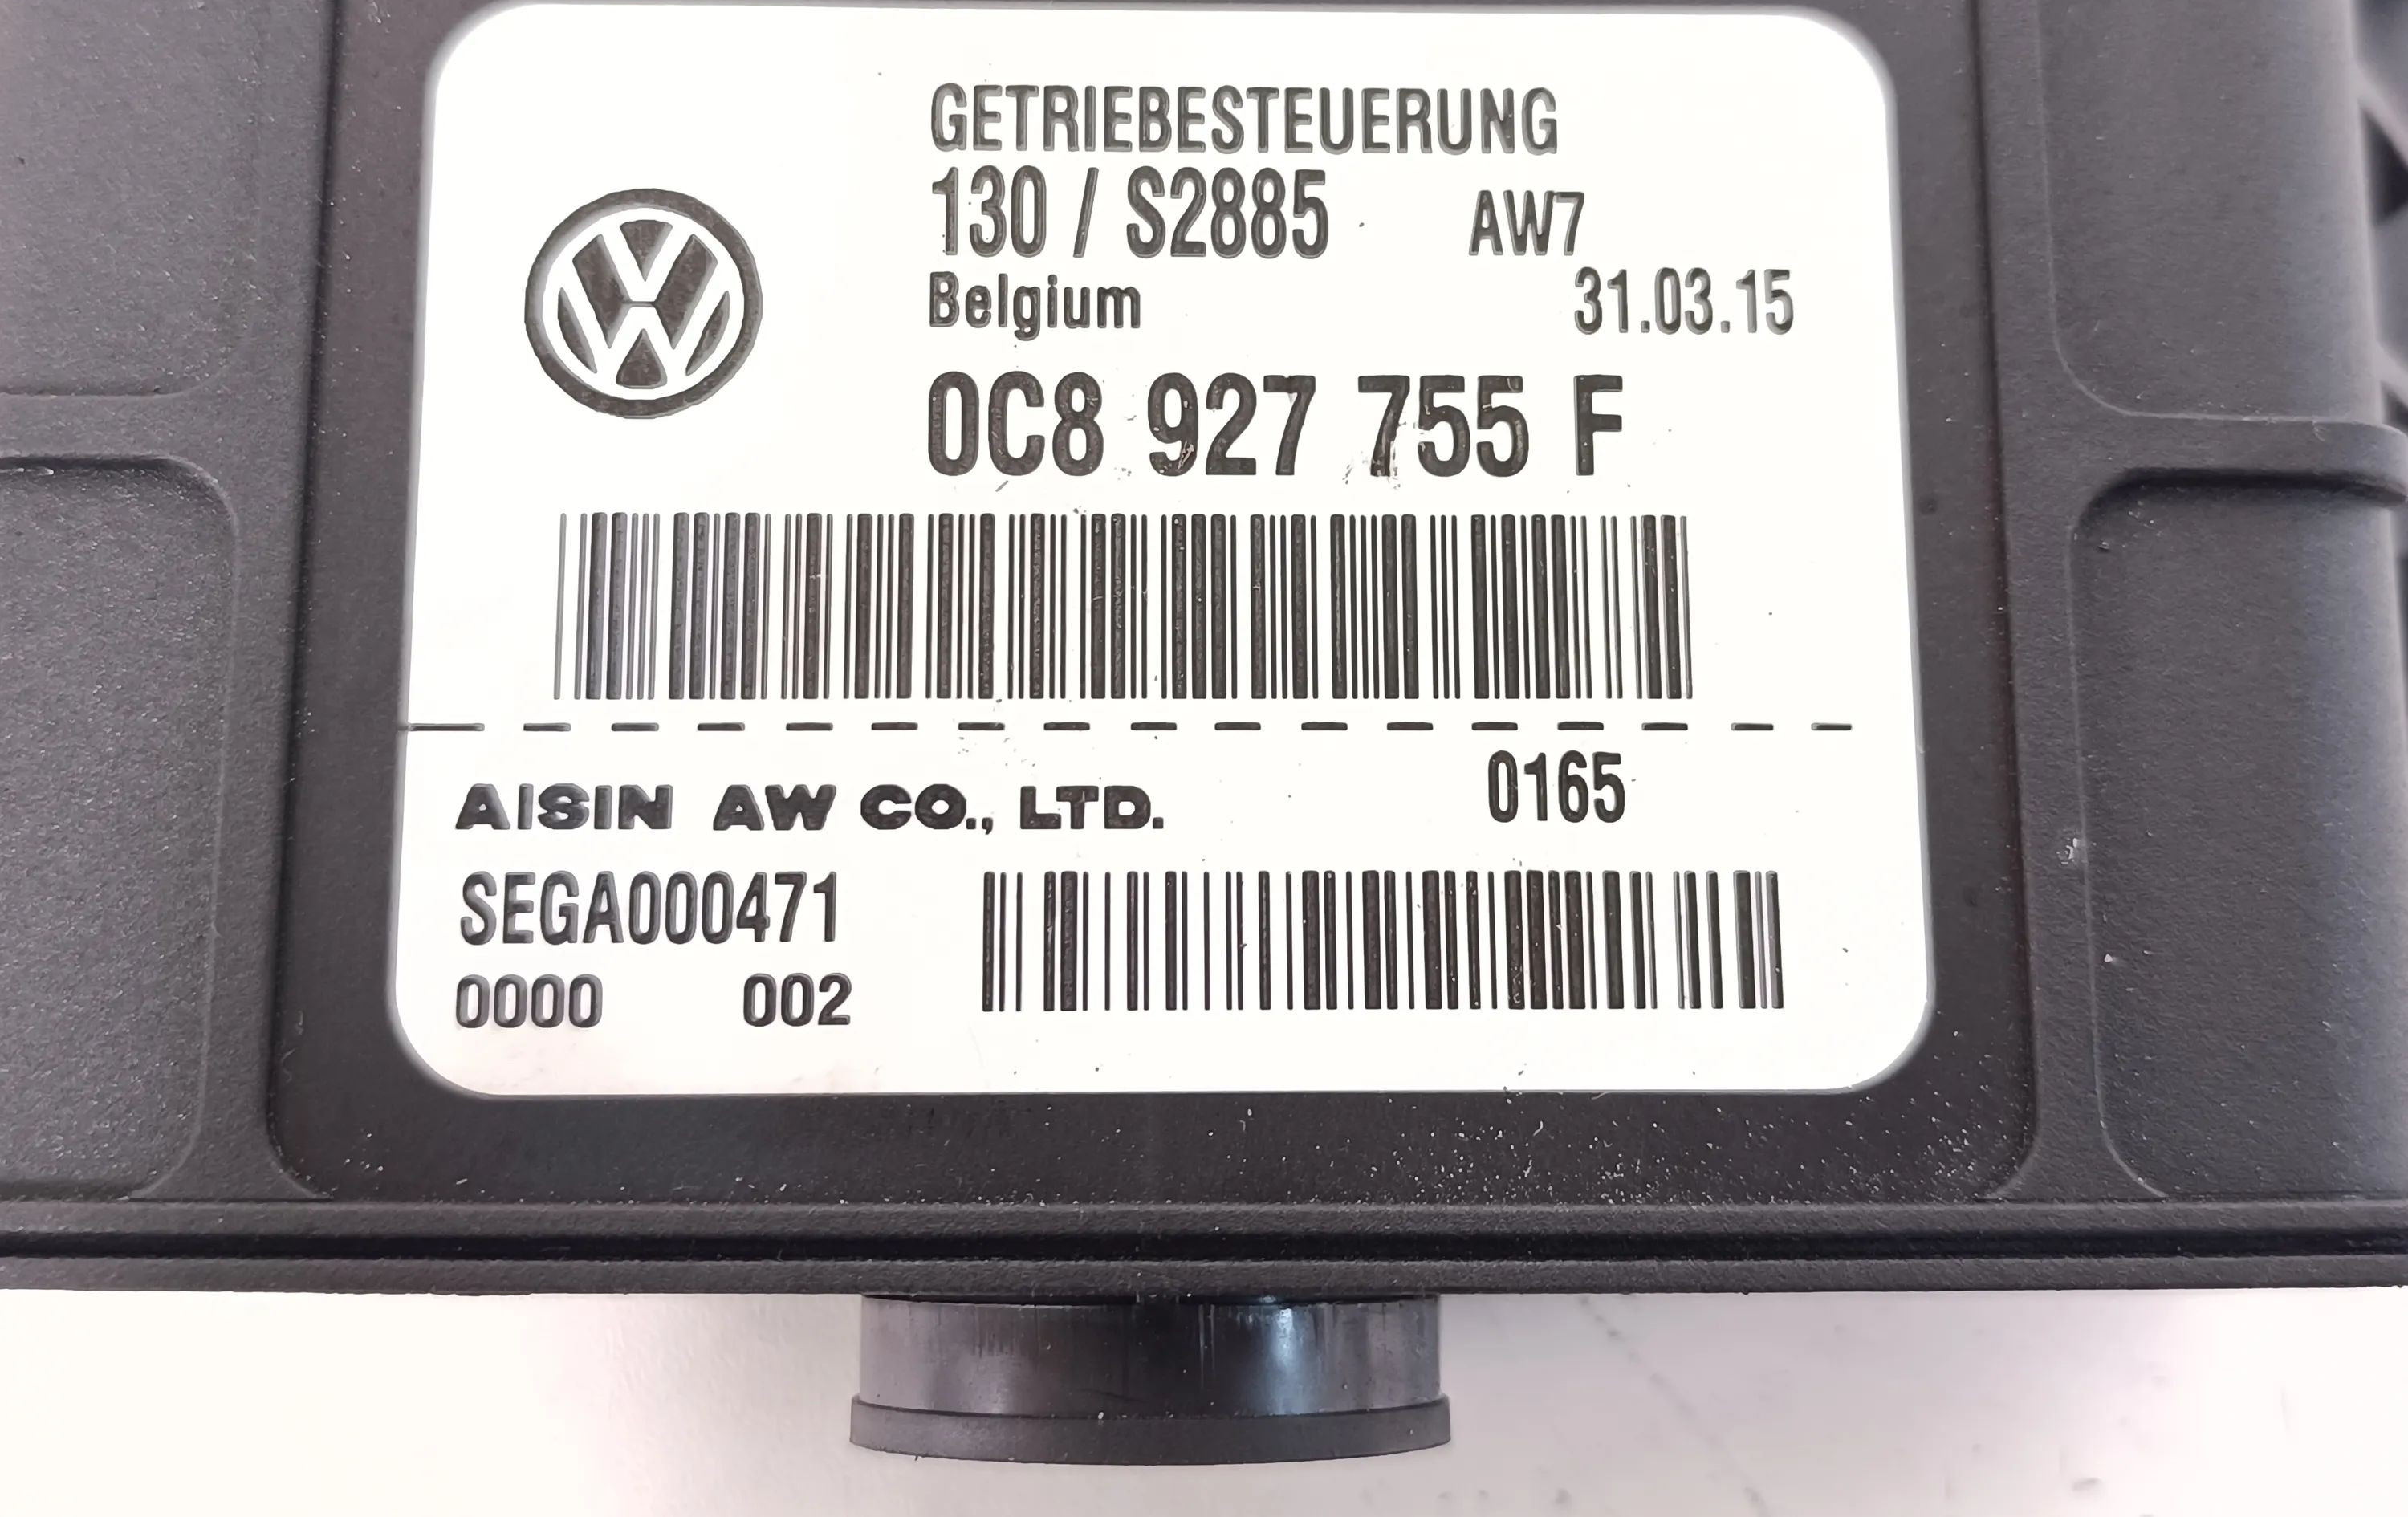 GETRIEBESTEUERUNG
130 / S2885 AW7
Belgium 31.03.15
0C8 927 755 F
AISIN AW CO., LTD. 0165
SEGA000471
0000 002